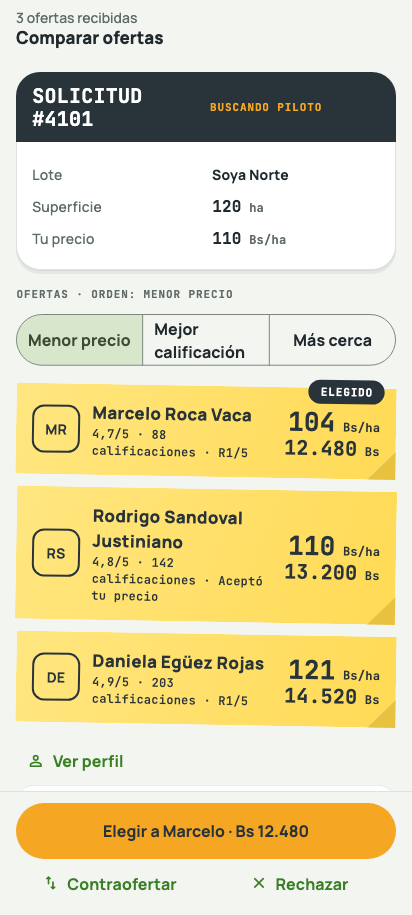 3 ofertas recibidas
Comparar ofertas
SOLICITUD
#4101
BUSCANDO PILOTO
Lote
Soya Norte
Superficie
120 ha
Tu precio
110 Bs/ha
OFERTAS · ORDEN: MENOR PRECIO
Menor precio
Mejor
calificación
Más cerca
ELEGIDO
MR
Marcelo Roca Vaca
4,7/5 · 88
calificaciones · R1/5
104 Bs/ha
12.480 Bs
RS
Rodrigo Sandoval
Justiniano
4,8/5 · 142
calificaciones · Aceptó
tu precio
110 Bs/ha
13.200 Bs
DE
Daniela Egüez Rojas
4,9/5 · 203
calificaciones · R1/5
121 Bs/ha
14.520 Bs
Ver perfil
Elegir a Marcelo · Bs 12.480
Contraofertar
Rechazar